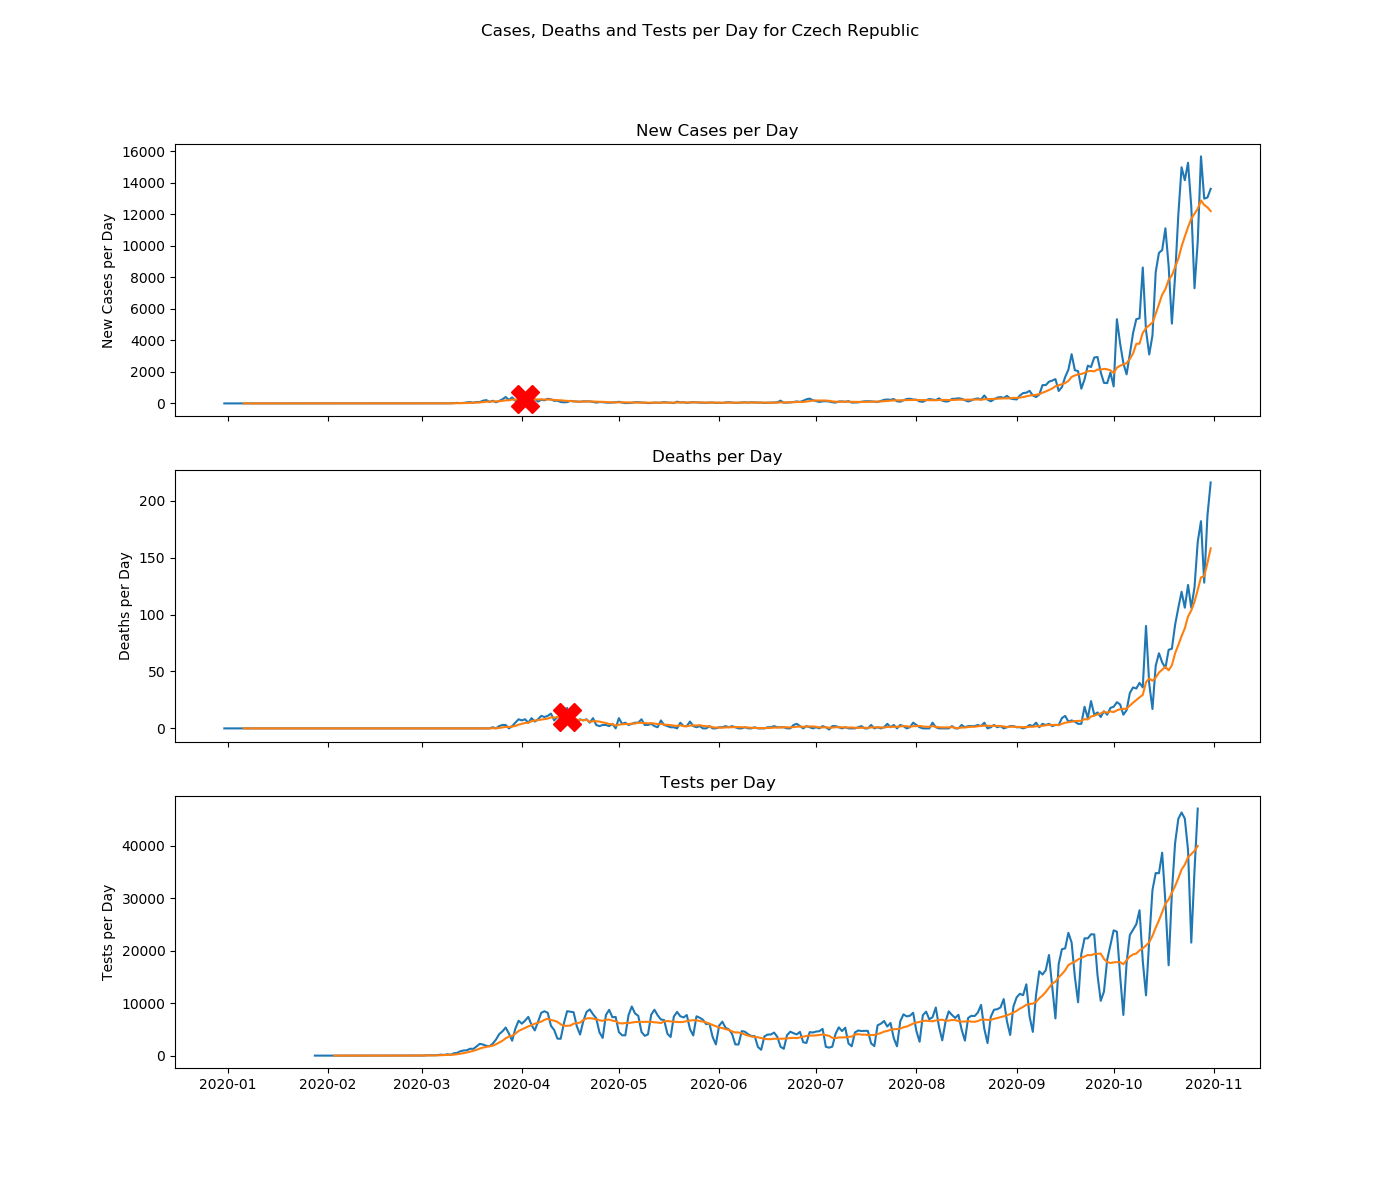 Cases, Deaths and Tests per Day for Czech Republic
New Cases per Day
New Cases per Day
16000
14000
12000
10000
8000
6000
4000
2000
0
Deaths per Day
Deaths per Day
200
150
100
50
0
Tests per Day
Tests per Day
40000
30000
20000
10000
0
2020-01 2020-02 2020-03 2020-04 2020-05 2020-06 2020-07 2020-08 2020-09 2020-10 2020-11